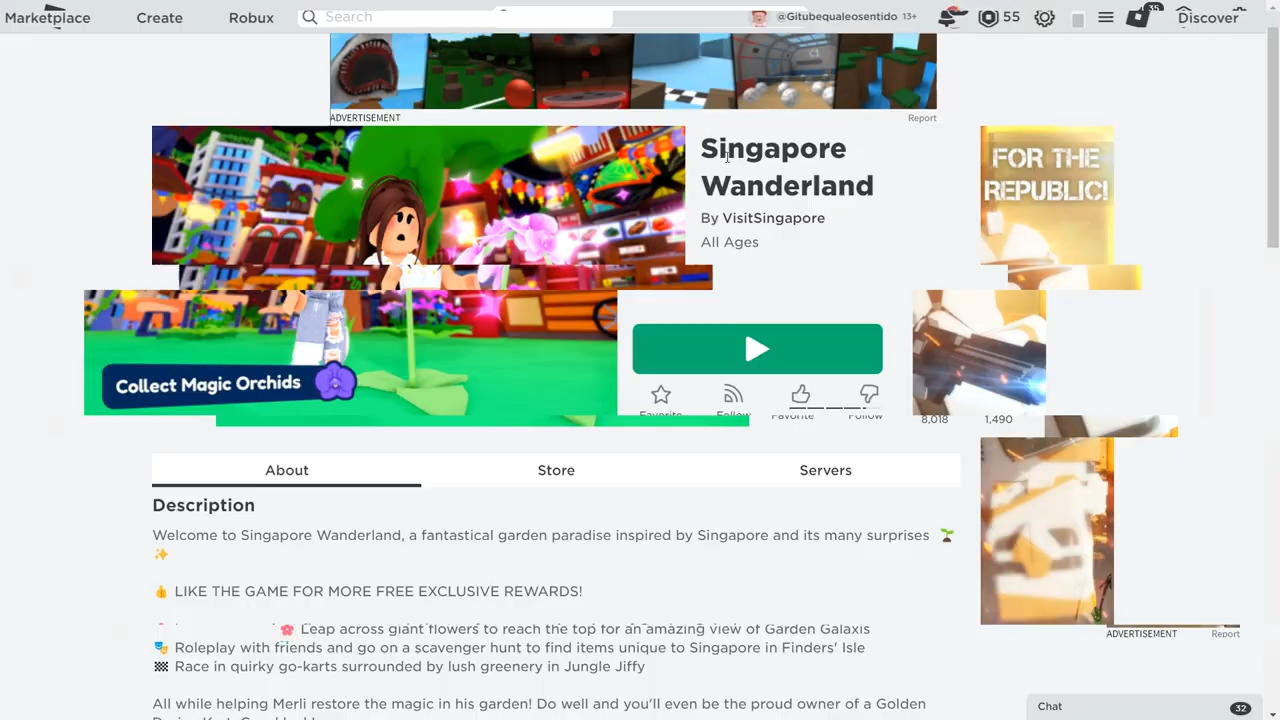 Marketplace Create Robux Search @Gitubequaleosentido 13+ 55 35 Discover
ADVERTISEMENT Report
Singapore
Wanderland
By VisitSingapore
All Ages
FOR THE
REPUBLIC!
Collect Magic Orchids
Favorite Follow Favorite Follow 8,018 1,490
About Store Servers
Description
Welcome to Singapore Wanderland, a fantastical garden paradise inspired by Singapore and its many surprises 🌱
✨
👍 LIKE THE GAME FOR MORE FREE EXCLUSIVE REWARDS!
🌸 Leap across giant flowers to reach the top for an amazing view of Garden Galaxis
🎭 Roleplay with friends and go on a scavenger hunt to find items unique to Singapore in Finders' Isle
🏁 Race in quirky go-karts surrounded by lush greenery in Jungle Jiffy
ADVERTISEMENT Report
All while helping Merli restore the magic in his garden! Do well and you'll even be the proud owner of a Golden
Chat 32